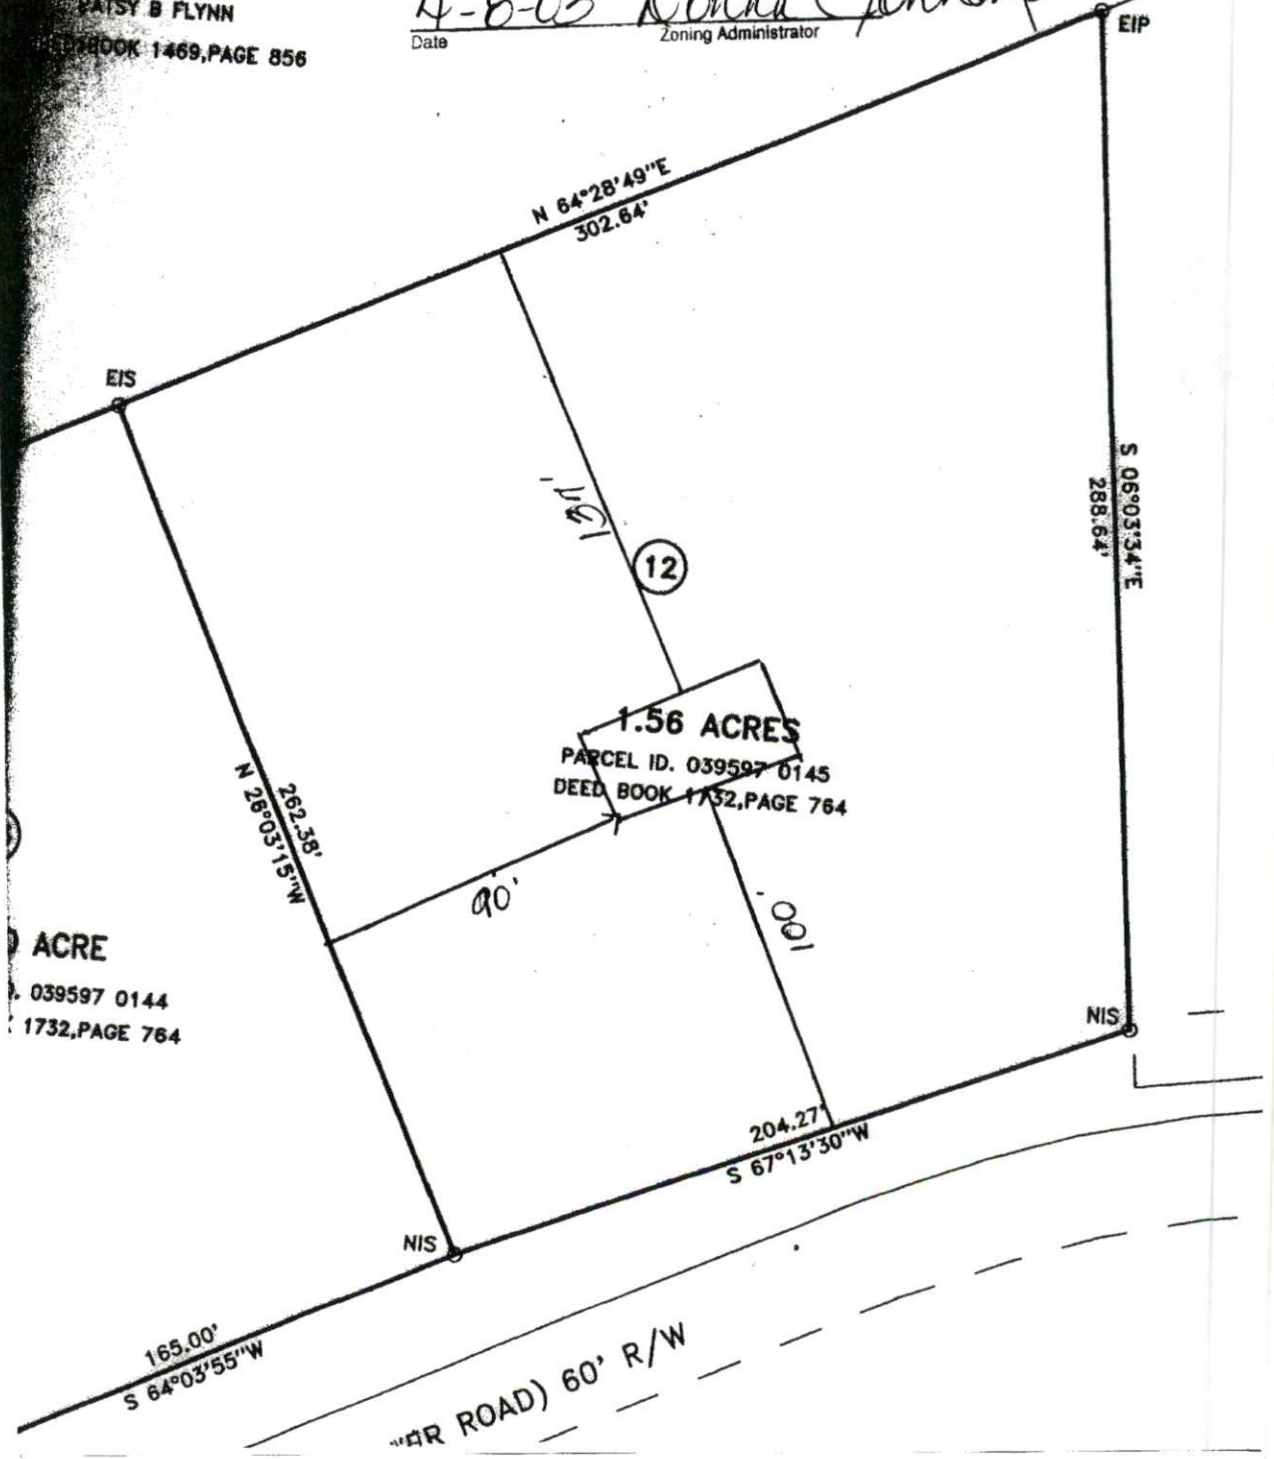 PATSY B FLYNN
BOOK 1469,PAGE 856
Date
Zoning Administrator
EIP
N 64°28'49"E
302.64'
EIS
S 06°03'34"E
288.64'
12
1.56 ACRES
PARCEL ID. 039597 0145
DEED BOOK 1732,PAGE 764
262.38'
N 26°03'15"W
90'
100'
ACRE
039597 0144
1732,PAGE 764
NIS
204.27'
S 67°13'30"W
NIS
165.00'
S 64°03'55"W
ROAD) 60' R/W